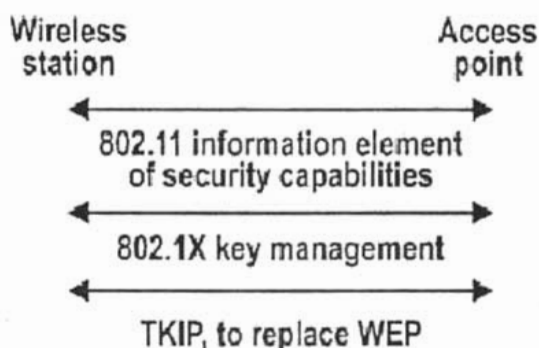 Wireless
station
Access
point
802.11 information element
of security capabilities
802.1X key management
TKIP, to replace WEP